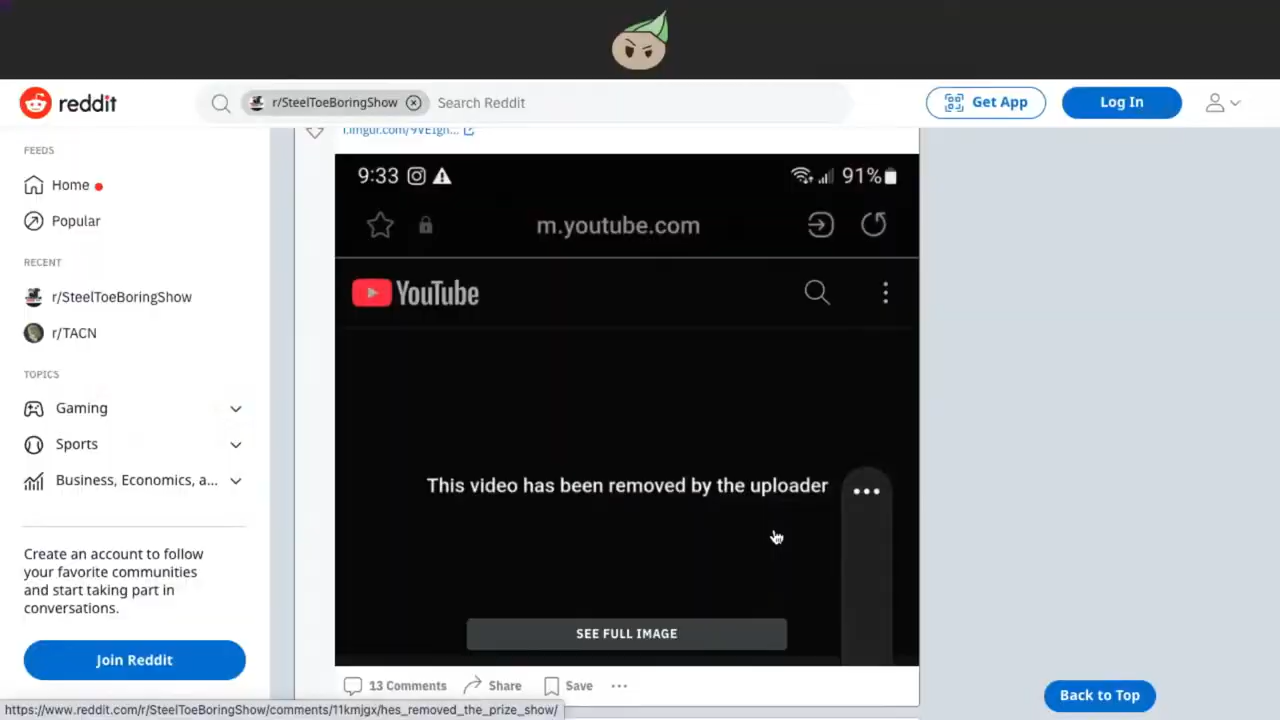 reddit
r/SteelToeBoringShow
Search Reddit
Get App
Log In
FEEDS
Home
Popular
RECENT
r/SteelToeBoringShow
r/TACN
TOPICS
Gaming
Sports
Business, Economics, a...
Create an account to follow
your favorite communities
and start taking part in
conversations.
Join Reddit
9:33
91%
m.youtube.com
YouTube
This video has been removed by the uploader
SEE FULL IMAGE
13 Comments
Share
Save
Back to Top
https://www.reddit.com/r/SteelToeBoringShow/comments/11kmjgx/hes_removed_the_prize_show/